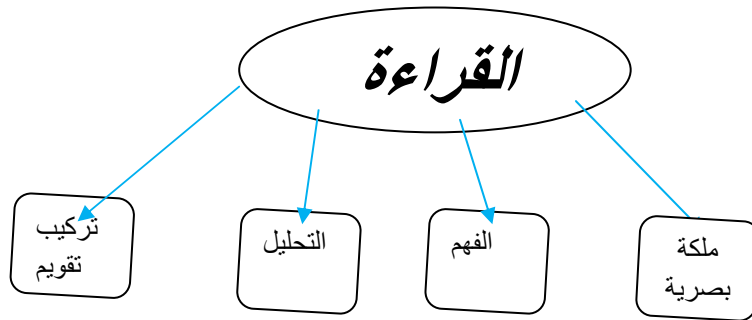 القراءة
ملكة
بصرية
الفهم
التحليل
تركيب
تقويم